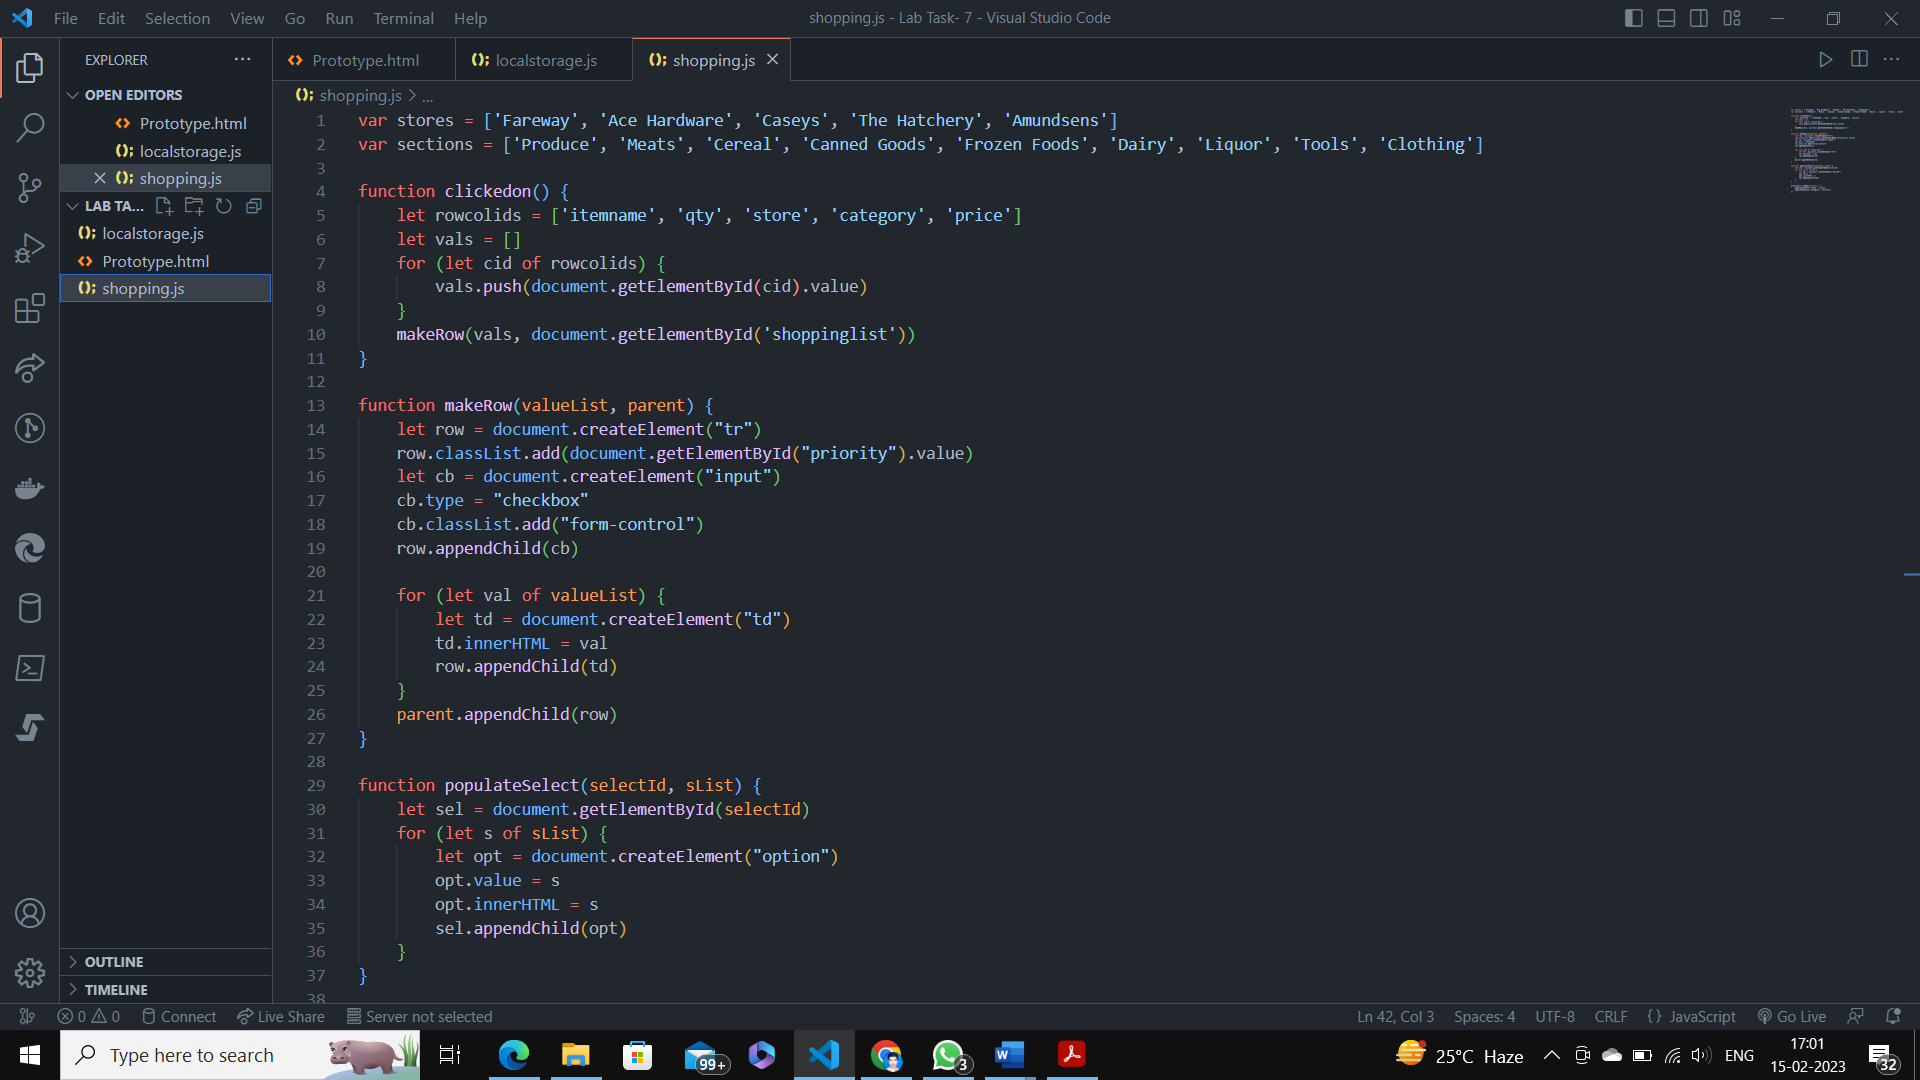 File Edit Selection View Go Run Terminal Help
shopping.js - Lab Task- 7 - Visual Studio Code
EXPLORER
OPEN EDITORS
Prototype.html
localstorage.js
shopping.js
LAB TA...
localstorage.js
Prototype.html
shopping.js
OUTLINE
TIMELINE
Prototype.html localstorage.js shopping.js
shopping.js > ...
1 var stores = ['Fareway', 'Ace Hardware', 'Caseys', 'The Hatchery', 'Amundsens']
2 var sections = ['Produce', 'Meats', 'Cereal', 'Canned Goods', 'Frozen Foods', 'Dairy', 'Liquor', 'Tools', 'Clothing']
3
4 function clickedon() {
5 let rowcolids = ['itemname', 'qty', 'store', 'category', 'price']
6 let vals = []
7 for (let cid of rowcolids) {
8 vals.push(document.getElementById(cid).value)
9 }
10 makeRow(vals, document.getElementById('shoppinglist'))
11 }
12
13 function makeRow(valueList, parent) {
14 let row = document.createElement("tr")
15 row.classList.add(document.getElementById("priority").value)
16 let cb = document.createElement("input")
17 cb.type = "checkbox"
18 cb.classList.add("form-control")
19 row.appendChild(cb)
20
21 for (let val of valueList) {
22 let td = document.createElement("td")
23 td.innerHTML = val
24 row.appendChild(td)
25 }
26 parent.appendChild(row)
27 }
28
29 function populateSelect(selectId, sList) {
30 let sel = document.getElementById(selectId)
31 for (let s of sList) {
32 let opt = document.createElement("option")
33 opt.value = s
34 opt.innerHTML = s
35 sel.appendChild(opt)
36 }
37 }
38
0 0 Connect Live Share Server not selected
Ln 42, Col 3 Spaces: 4 UTF-8 CRLF {} JavaScript Go Live
Type here to search
99+
3
25°C Haze
ENG
17:01
15-02-2023
32